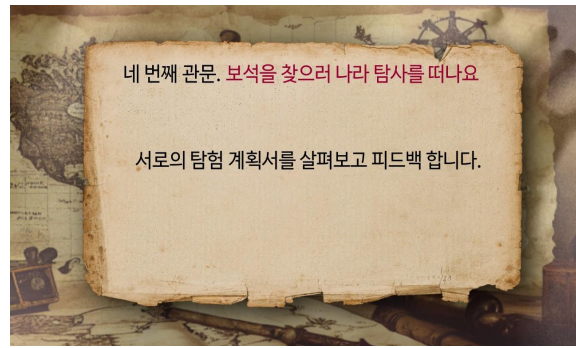 네 번째 관문. 보석을 찾으러 나라 탐사를 떠나요
서로의 탐험 계획서를 살펴보고 피드백 합니다.